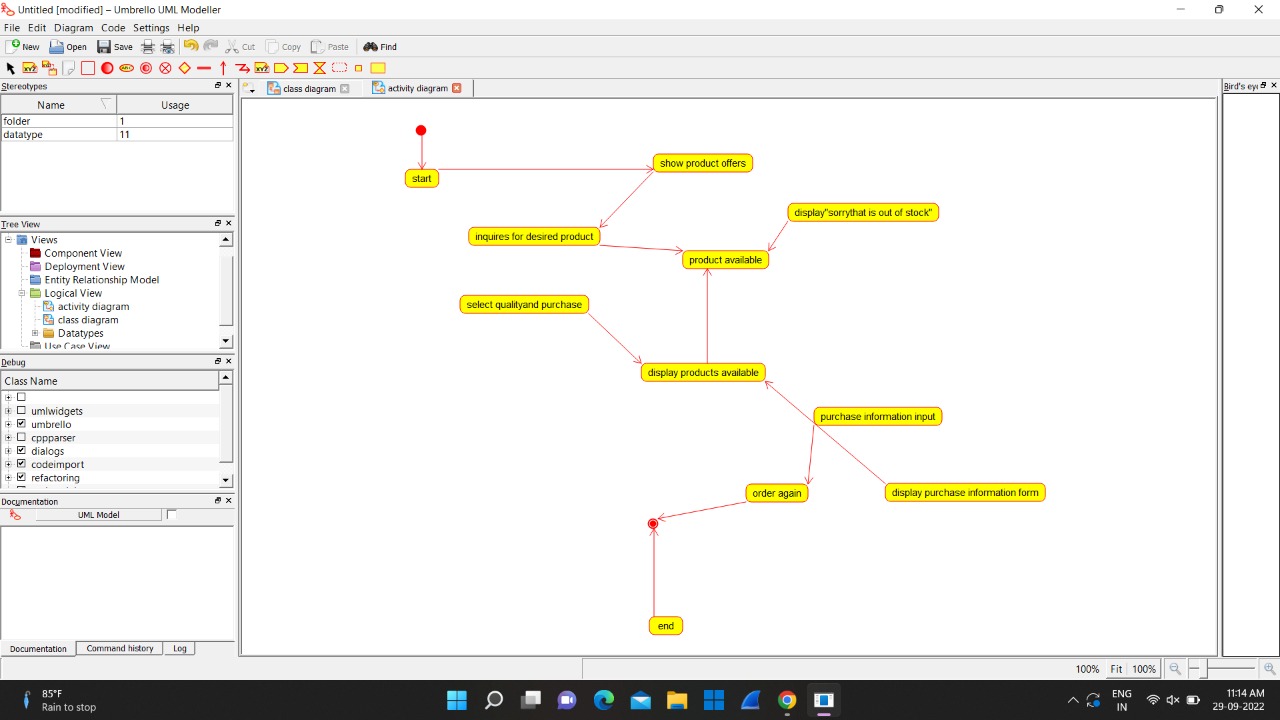 Untitled [modified] – Umbrello UML Modeller
File Edit Diagram Code Settings Help
New Open Save Cut Copy Paste Find
Stereotypes
Name Usage
folder 1
datatype 11
Tree View
Views
Component View
Deployment View
Entity Relationship Model
Logical View
activity diagram
class diagram
Datatypes
Use Case View
Debug
Class Name
umlwidgets
umbrello
cppparser
dialogs
codeimport
refactoring
Documentation
UML Model
Documentation Command history Log
class diagram activity diagram
Bird's eye
start
show product offers
display"sorrythat is out of stock"
inquires for desired product
product available
select qualityand purchase
display products available
purchase information input
order again
display purchase information form
end
100% Fit 100%
85°F
Rain to stop
ENG
IN
11:14 AM
29-09-2022